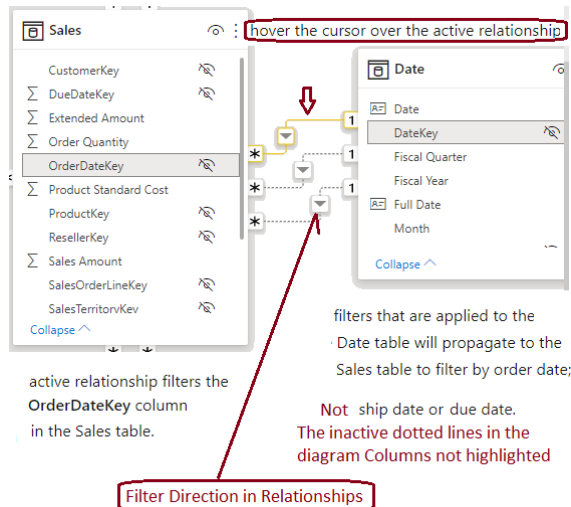 Sales
hover the cursor over the active relationship
CustomerKey
DueDateKey
Extended Amount
Order Quantity
OrderDateKey
Product Standard Cost
ProductKey
ResellerKey
Sales Amount
SalesOrderLineKey
SalesTerritoryKey
Collapse
Date
Date
DateKey
Fiscal Quarter
Fiscal Year
Full Date
Month
Collapse
1
1
1
*
*
*
* *
active relationship filters the
OrderDateKey column
in the Sales table.
filters that are applied to the
Date table will propagate to the
Sales table to filter by order date;
Not ship date or due date.
The inactive dotted lines in the
diagram Columns not highlighted
Filter Direction in Relationships